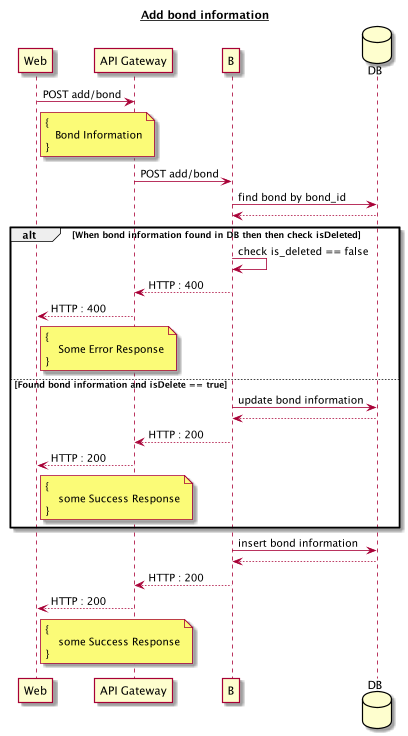 Add bond information
Web
API Gateway
B
DB
POST add/bond
{
Bond Information
}
POST add/bond
find bond by bond_id
alt [When bond information found in DB then then check isDeleted]
check is_deleted == false
HTTP : 400
HTTP : 400
{
Some Error Response
}
[Found bond information and isDelete == true]
update bond information
HTTP : 200
HTTP : 200
{
some Success Response
}
insert bond information
HTTP : 200
HTTP : 200
{
some Success Response
}
Web
API Gateway
B
DB